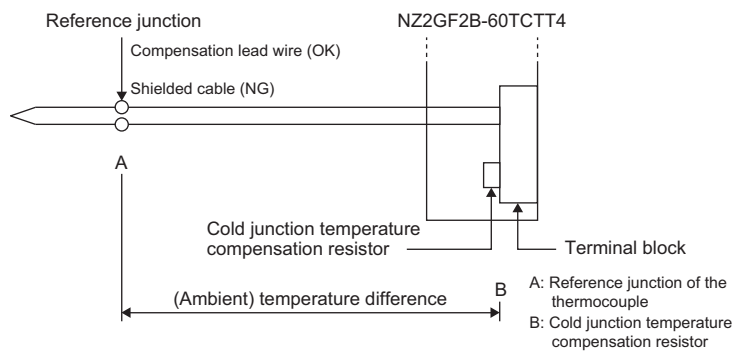 Reference junction
NZ2GF2B-60TCTT4
Compensation lead wire (OK)
Shielded cable (NG)
A
Cold junction temperature
compensation resistor
Terminal block
B
(Ambient) temperature difference
A: Reference junction of the
thermocouple
B: Cold junction temperature
compensation resistor